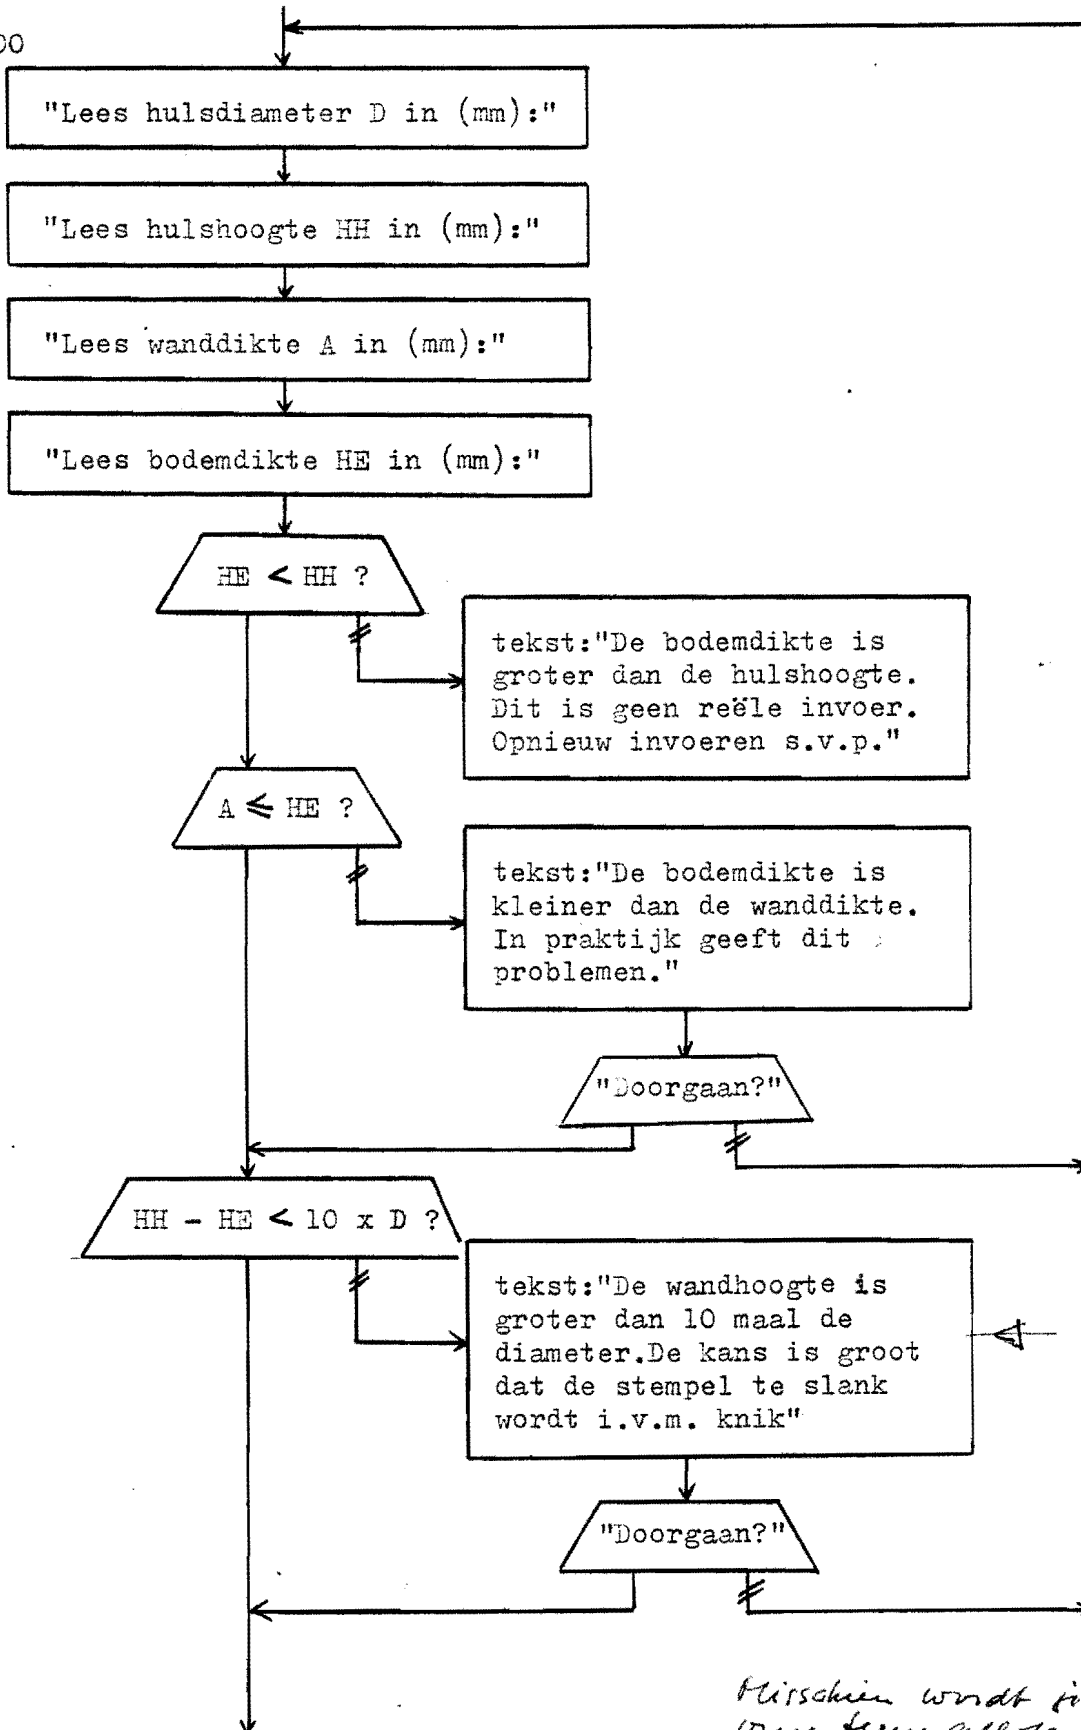 00
"Lees hulsdiameter D in (mm):"
"Lees hulshoogte HH in (mm):"
"Lees wanddikte A in (mm):"
"Lees bodemdikte HE in (mm):"
HE < HH ?
tekst:"De bodemdikte is
groter dan de hulshoogte.
Dit is geen reële invoer.
Opnieuw invoeren s.v.p."
A ⩽ HE ?
tekst:"De bodemdikte is
kleiner dan de wanddikte.
In praktijk geeft dit
problemen."
"Doorgaan?"
HH - HE < 10 x D ?
tekst:"De wandhoogte is
groter dan 10 maal de
diameter.De kans is groot
dat de stempel te slank
wordt i.v.m. knik"
"Doorgaan?"
Misschien wordt